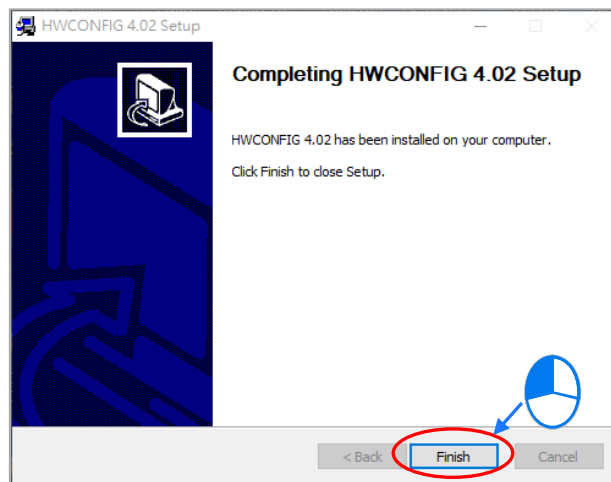 HWCONFIG 4.02 Setup
Completing HWCONFIG 4.02 Setup
HWCONFIG 4.02 has been installed on your computer.
Click Finish to close Setup.
< Back Finish Cancel